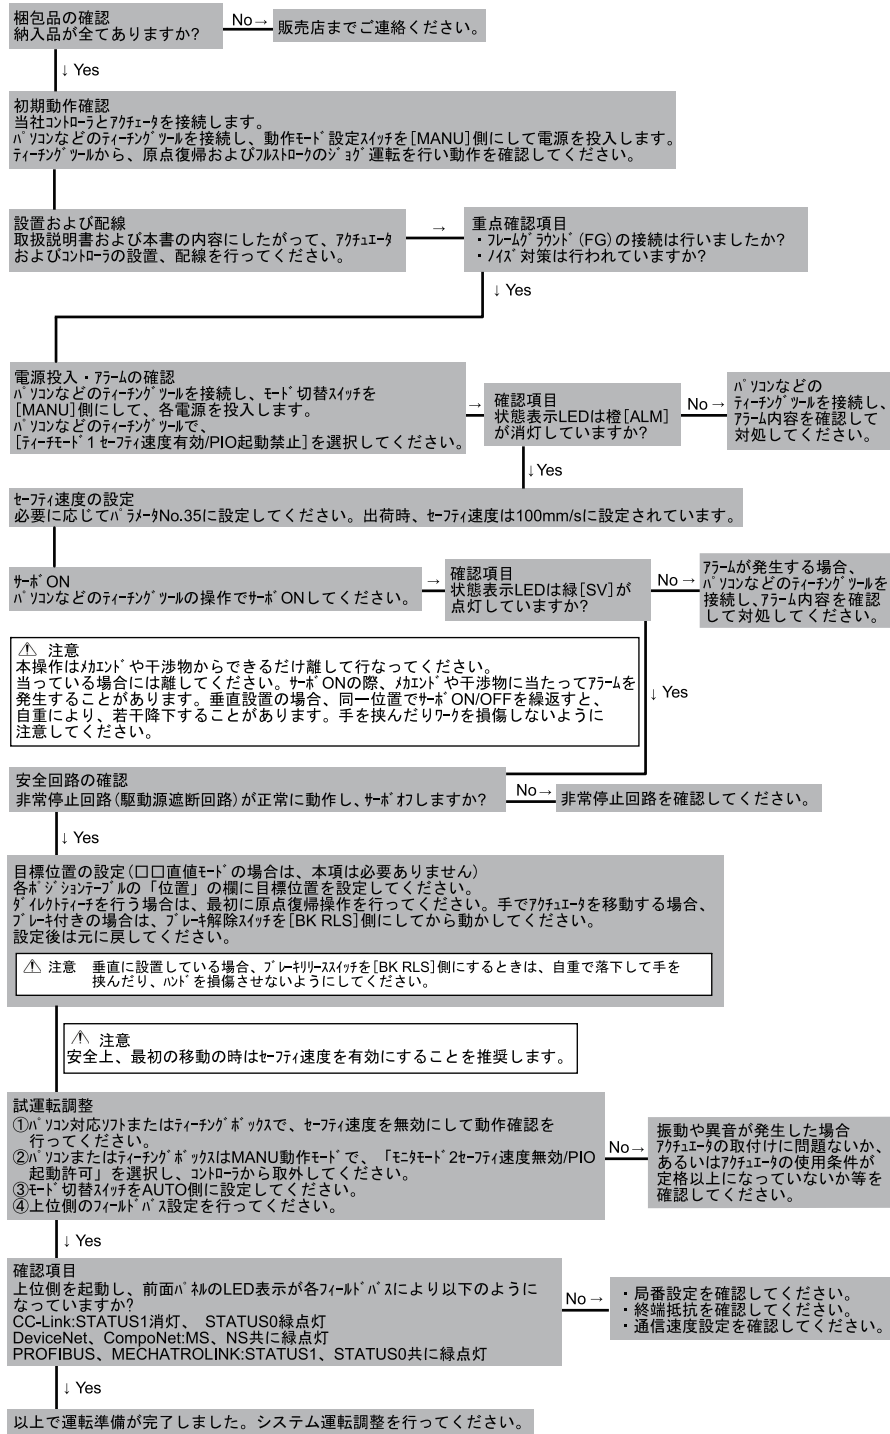 梱包品の確認
納入品が全てありますか?
No→
販売店までご連絡ください。
↓ Yes
初期動作確認
当社ｺﾝﾄﾛｰﾗとｱｸﾁｪｰﾀを接続します。
ﾊﾟｿｺﾝなどのﾃｨｰﾁﾝｸﾞﾂｰﾙを接続し、動作ﾓｰﾄﾞ設定ｽｲｯﾁを[MANU]側にして電源を投入します。
ﾃｨｰﾁﾝｸﾞﾂｰﾙから、原点復帰およびﾌﾙｽﾄﾛｰｸのｼﾞｮｸﾞ運転を行い動作を確認してください。
設置および配線
取扱説明書および本書の内容にしたがって、ｱｸﾁｭｴｰﾀ
およびｺﾝﾄﾛｰﾗの設置、配線を行ってください。
→
重点確認項目
・ﾌﾚｰﾑｸﾞﾗｳﾝﾄﾞ(FG)の接続は行いましたか?
・ﾉｲｽﾞ対策は行われていますか?
↓ Yes
電源投入・ｱﾗｰﾑの確認
ﾊﾟｿｺﾝなどのﾃｨｰﾁﾝｸﾞﾂｰﾙを接続し、ﾓｰﾄﾞ切替ｽｲｯﾁを
[MANU]側にして、各電源を投入します。
ﾊﾟｿｺﾝなどのﾃｨｰﾁﾝｸﾞﾂｰﾙで、
[ﾃｨｰﾁﾓｰﾄﾞ1 ｾｰﾌﾃｨ速度有効/PIO起動禁止]を選択してください。
→
確認項目
状態表示LEDは橙[ALM]
が消灯していますか?
No→
ﾊﾟｿｺﾝなどの
ﾃｨｰﾁﾝｸﾞﾂｰﾙを接続し、
ｱﾗｰﾑ内容を確認して
対処してください。
↓Yes
ｾｰﾌﾃｨ速度の設定
必要に応じてﾊﾟﾗﾒｰﾀNo.35に設定してください。出荷時、ｾｰﾌﾃｨ速度は100mm/sに設定されています。
ｻｰﾎﾞON
ﾊﾟｿｺﾝなどのﾃｨｰﾁﾝｸﾞﾂｰﾙの操作でｻｰﾎﾞONしてください。
→
確認項目
状態表示LEDは緑[SV]が
点灯していますか?
No→
ｱﾗｰﾑが発生する場合、
ﾊﾟｿｺﾝなどのﾃｨｰﾁﾝｸﾞﾂｰﾙを
接続し、ｱﾗｰﾑ内容を確認
して対処してください。
⚠ 注意
本操作はﾒｶｴﾝﾄﾞや干渉物からできるだけ離して行なってください。
当っている場合には離してください。ｻｰﾎﾞONの際、ﾒｶｴﾝﾄﾞや干渉物に当たってｱﾗｰﾑを
発生することがあります。垂直設置の場合、同一位置でｻｰﾎﾞON/OFFを繰返すと、
自重により、若干降下することがあります。手を挟んだりﾜｰｸを損傷しないように
注意してください。
↓ Yes
安全回路の確認
非常停止回路(駆動源遮断回路)が正常に動作し、ｻｰﾎﾞｵﾌしますか?
No→
非常停止回路を確認してください。
↓ Yes
目標位置の設定(□□直値ﾓｰﾄﾞの場合は、本項は必要ありません)
各ﾎﾟｼﾞｼｮﾝﾃｰﾌﾞﾙの「位置」の欄に目標位置を設定してください。
ﾀﾞｲﾚｸﾄﾃｨｰﾁを行う場合は、最初に原点復帰操作を行ってください。手でｱｸﾁｭｴｰﾀを移動する場合、
ﾌﾞﾚｰｷ付きの場合は、ﾌﾞﾚｰｷ解除ｽｲｯﾁを[BK RLS]側にしてから動かしてください。
設定後は元に戻してください。
⚠ 注意 垂直に設置している場合、ﾌﾞﾚｰｷﾘﾘｰｽｽｲｯﾁを[BK RLS]側にするときは、自重で落下して手を
挟んだり、ﾊﾝﾄﾞを損傷させないようにしてください。
⚠ 注意
安全上、最初の移動の時はｾｰﾌﾃｨ速度を有効にすることを推奨します。
試運転調整
①ﾊﾟｿｺﾝ対応ソフトまたはﾃｨｰﾁﾝｸﾞﾎﾞｯｸｽで、ｾｰﾌﾃｨ速度を無効にして動作確認を
行ってください。
②ﾊﾟｿｺﾝまたはﾃｨｰﾁﾝｸﾞﾎﾞｯｸｽはMANU動作ﾓｰﾄﾞで、「ﾓﾆﾀﾓｰﾄﾞ2ｾｰﾌﾃｨ速度無効/PIO
起動許可」を選択し、ｺﾝﾄﾛｰﾗから取外してください。
③ﾓｰﾄﾞ切替ｽｲｯﾁをAUTO側に設定してください。
④上位側のﾌｨｰﾙﾄﾞﾊﾞｽ設定を行ってください。
No→
振動や異音が発生した場合
ｱｸﾁｭｴｰﾀの取付けに問題ないか、
あるいはｱｸﾁｭｴｰﾀの使用条件が
定格以上になっていないか等を
確認してください。
↓ Yes
確認項目
上位側を起動し、前面ﾊﾟﾈﾙのLED表示が各ﾌｨｰﾙﾄﾞﾊﾞｽにより以下のように
なっていますか?
CC-Link:STATUS1消灯、 STATUS0緑点灯
DeviceNet、CompoNet:MS、NS共に緑点灯
PROFIBUS、MECHATROLINK:STATUS1、STATUS0共に緑点灯
No→
・局番設定を確認してください。
・終端抵抗を確認してください。
・通信速度設定を確認してください。
↓ Yes
以上で運転準備が完了しました。システム運転調整を行ってください。